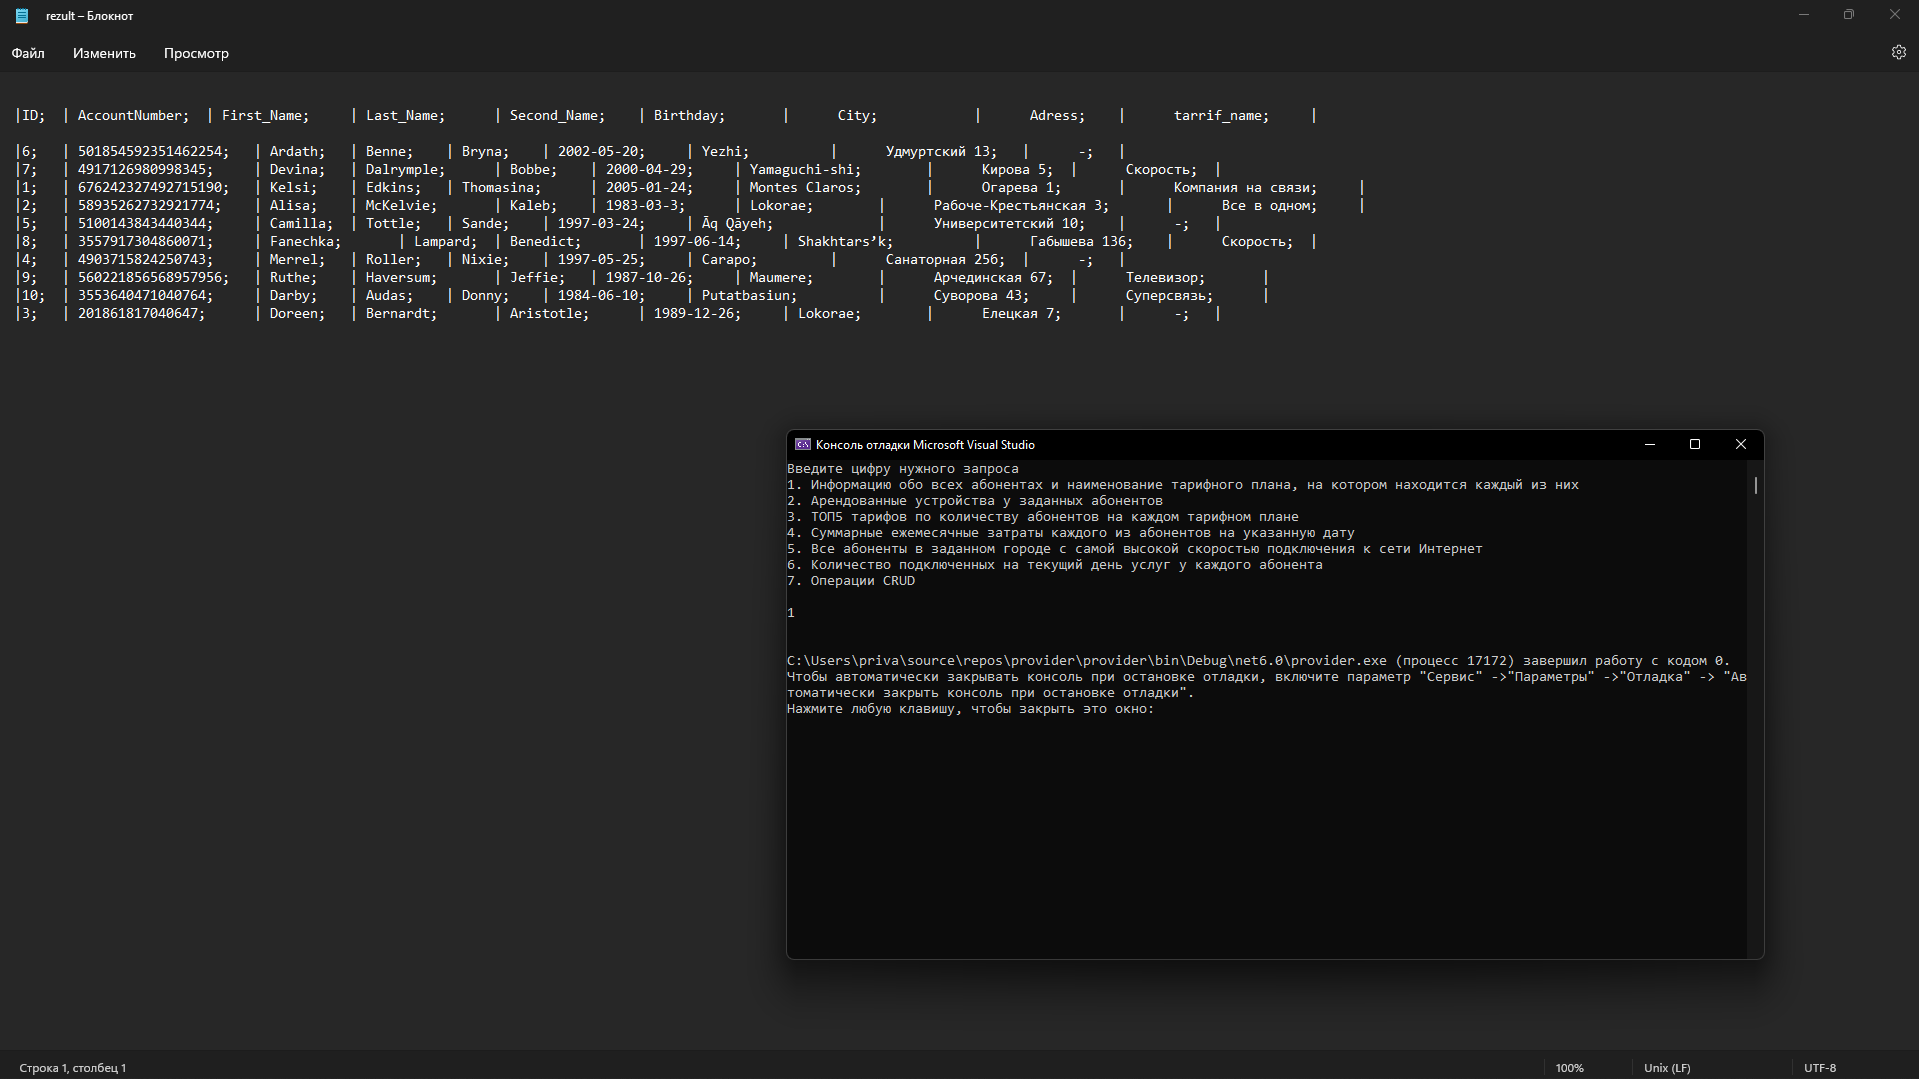 rezult – Блокнот
Файл Изменить Просмотр
|ID; | AccountNumber; | First_Name; | Last_Name; | Second_Name; | Birthday; | City; | Adress; | tarrif_name; |
|6; | 501854592351462254; | Ardath; | Benne; | Bryna; | 2002-05-20; | Yezhi; | Удмуртский 13; | -; |
|7; | 4917126980998345; | Devina; | Dalrymple; | Bobbe; | 2000-04-29; | Yamaguchi-shi; | Кирова 5; | Скорость; |
|1; | 676242327492715190; | Kelsi; | Edkins; | Thomasina; | 2005-01-24; | Montes Claros; | Огарева 1; | Компания на связи; |
|2; | 58935262732921774; | Alisa; | McKelvie; | Kaleb; | 1983-03-3; | Lokorae; | Рабоче-Крестьянская 3; | Все в одном; |
|5; | 5100143843440344; | Camilla; | Tottle; | Sande; | 1997-03-24; | Āq Qāyeh; | Университетский 10; | -; |
|8; | 3557917304860071; | Fanechka; | Lampard; | Benedict; | 1997-06-14; | Shakhtars’k; | Габышева 136; | Скорость; |
|4; | 4903715824250743; | Merrel; | Roller; | Nixie; | 1997-05-25; | Carapo; | Санаторная 256; | -; |
|9; | 560221856568957956; | Ruthe; | Haversum; | Jeffie; | 1987-10-26; | Maumere; | Арчединская 67; | Телевизор; |
|10; | 3553640471040764; | Darby; | Audas; | Donny; | 1984-06-10; | Putatbasiun; | Суворова 43; | Суперсвязь; |
|3; | 201861817040647; | Doreen; | Bernardt; | Aristotle; | 1989-12-26; | Lokorae; | Елецкая 7; | -; |
Консоль отладки Microsoft Visual Studio
Введите цифру нужного запроса
1. Информацию обо всех абонентах и наименование тарифного плана, на котором находится каждый из них
2. Арендованные устройства у заданных абонентов
3. ТОП5 тарифов по количеству абонентов на каждом тарифном плане
4. Суммарные ежемесячные затраты каждого из абонентов на указанную дату
5. Все абоненты в заданном городе с самой высокой скоростью подключения к сети Интернет
6. Количество подключенных на текущий день услуг у каждого абонента
7. Операции CRUD
1
C:\Users\priva\source\repos\provider\provider\bin\Debug\net6.0\provider.exe (процесс 17172) завершил работу с кодом 0.
Чтобы автоматически закрывать консоль при остановке отладки, включите параметр "Сервис" ->"Параметры" ->"Отладка" -> "Ав
томатически закрыть консоль при остановке отладки".
Нажмите любую клавишу, чтобы закрыть это окно:
Строка 1, столбец 1 100% Unix (LF) UTF-8